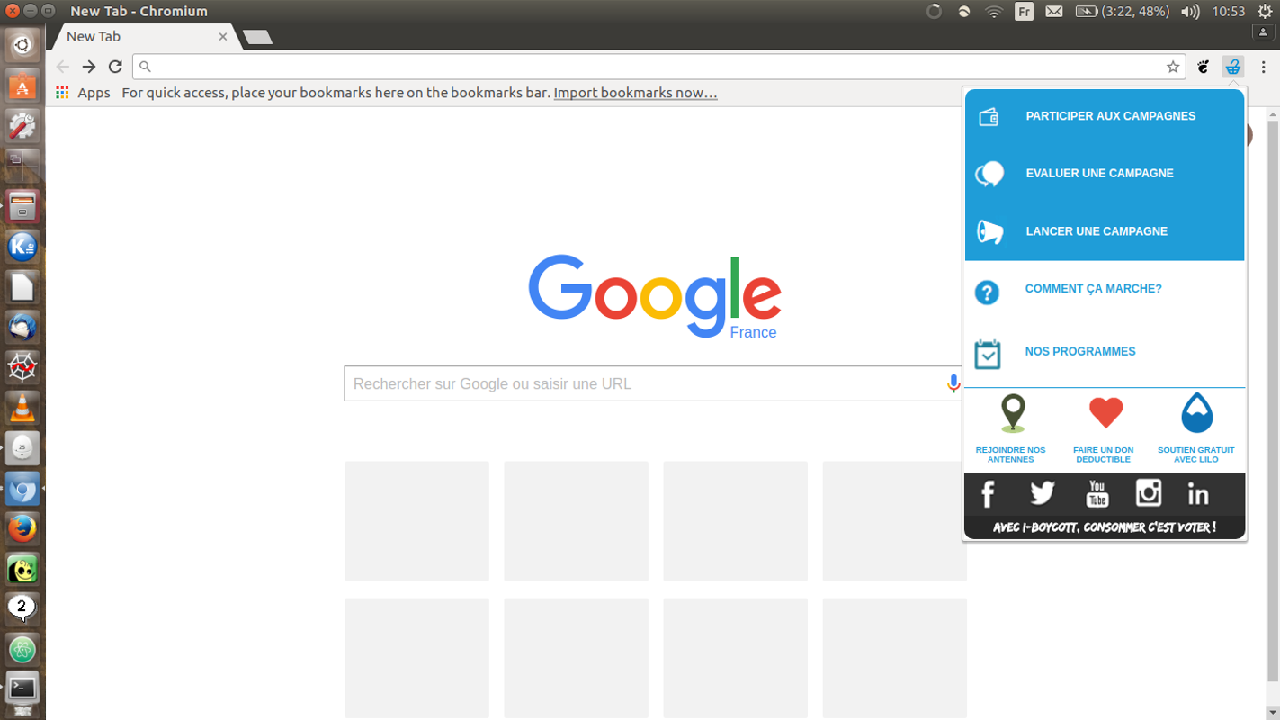 New Tab - Chromium
Fr
(3:22, 48%)
10:53
New Tab
Apps
For quick access, place your bookmarks here on the bookmarks bar. Import bookmarks now...
PARTICIPER AUX CAMPAGNES
EVALUER UNE CAMPAGNE
LANCER UNE CAMPAGNE
COMMENT ÇA MARCHE?
NOS PROGRAMMES
Google
France
Rechercher sur Google ou saisir une URL
REJOINDRE NOS
ANTENNES
FAIRE UN DON
DEDUCTIBLE
SOUTIEN GRATUIT
AVEC LILO
You
Tube
in
AVEC I-BOYCOTT, CONSOMMER C'EST VOTER !
K
2